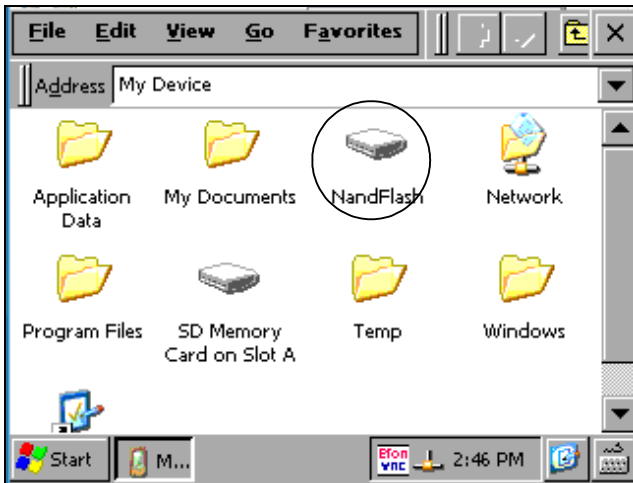 File Edit View Go Favorites
Address My Device
Application
Data
My Documents
NandFlash
Network
Program Files
SD Memory
Card on Slot A
Temp
Windows
Start
M...
Efon
VNC
2:46 PM